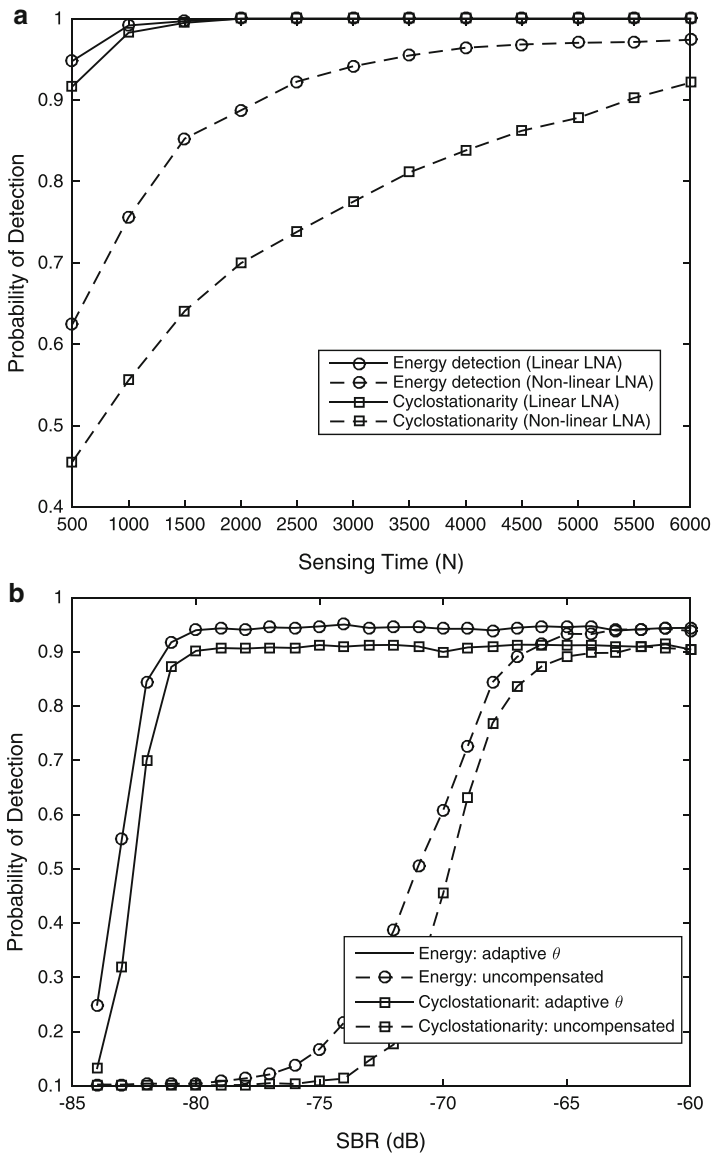 a
1
0.9
0.8
0.7
0.6
0.5
0.4
Probability of Detection
Energy detection (Linear LNA)
Energy detection (Non-linear LNA)
Cyclostationarity (Linear LNA)
Cyclostationarity (Non-linear LNA)
500 1000 1500 2000 2500 3000 3500 4000 4500 5000 5500 6000
Sensing Time (N)
b
1
0.9
0.8
0.7
0.6
0.5
0.4
0.3
0.2
0.1
Probability of Detection
Energy: adaptive θ
Energy: uncompensated
Cyclostationarit: adaptive θ
Cyclostationarity: uncompensated
-85 -80 -75 -70 -65 -60
SBR (dB)